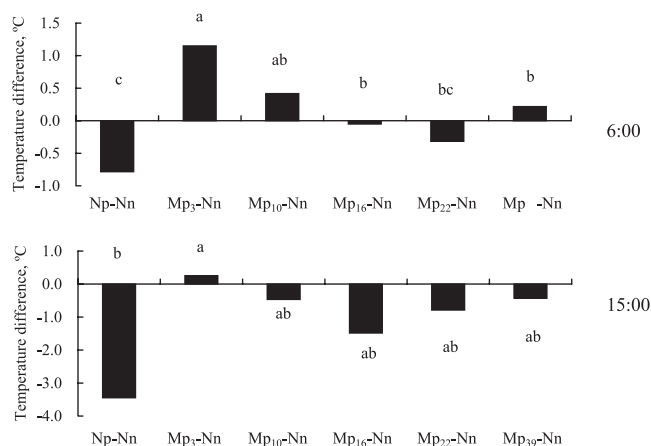 Temperature difference, ºC
1.5
1.0
0.5
0.0
-0.5
-1.0
c
a
ab
b
bc
b
Np-Nn
Mp₃-Nn
Mp₁₀-Nn
Mp₁₆-Nn
Mp₂₂-Nn
Mp -Nn
6:00
Temperature difference, ºC
1.0
0.0
-1.0
-2.0
-3.0
-4.0
b
a
ab
ab
ab
ab
Np-Nn
Mp₃-Nn
Mp₁₀-Nn
Mp₁₆-Nn
Mp₂₂-Nn
Mp₃₉-Nn
15:00